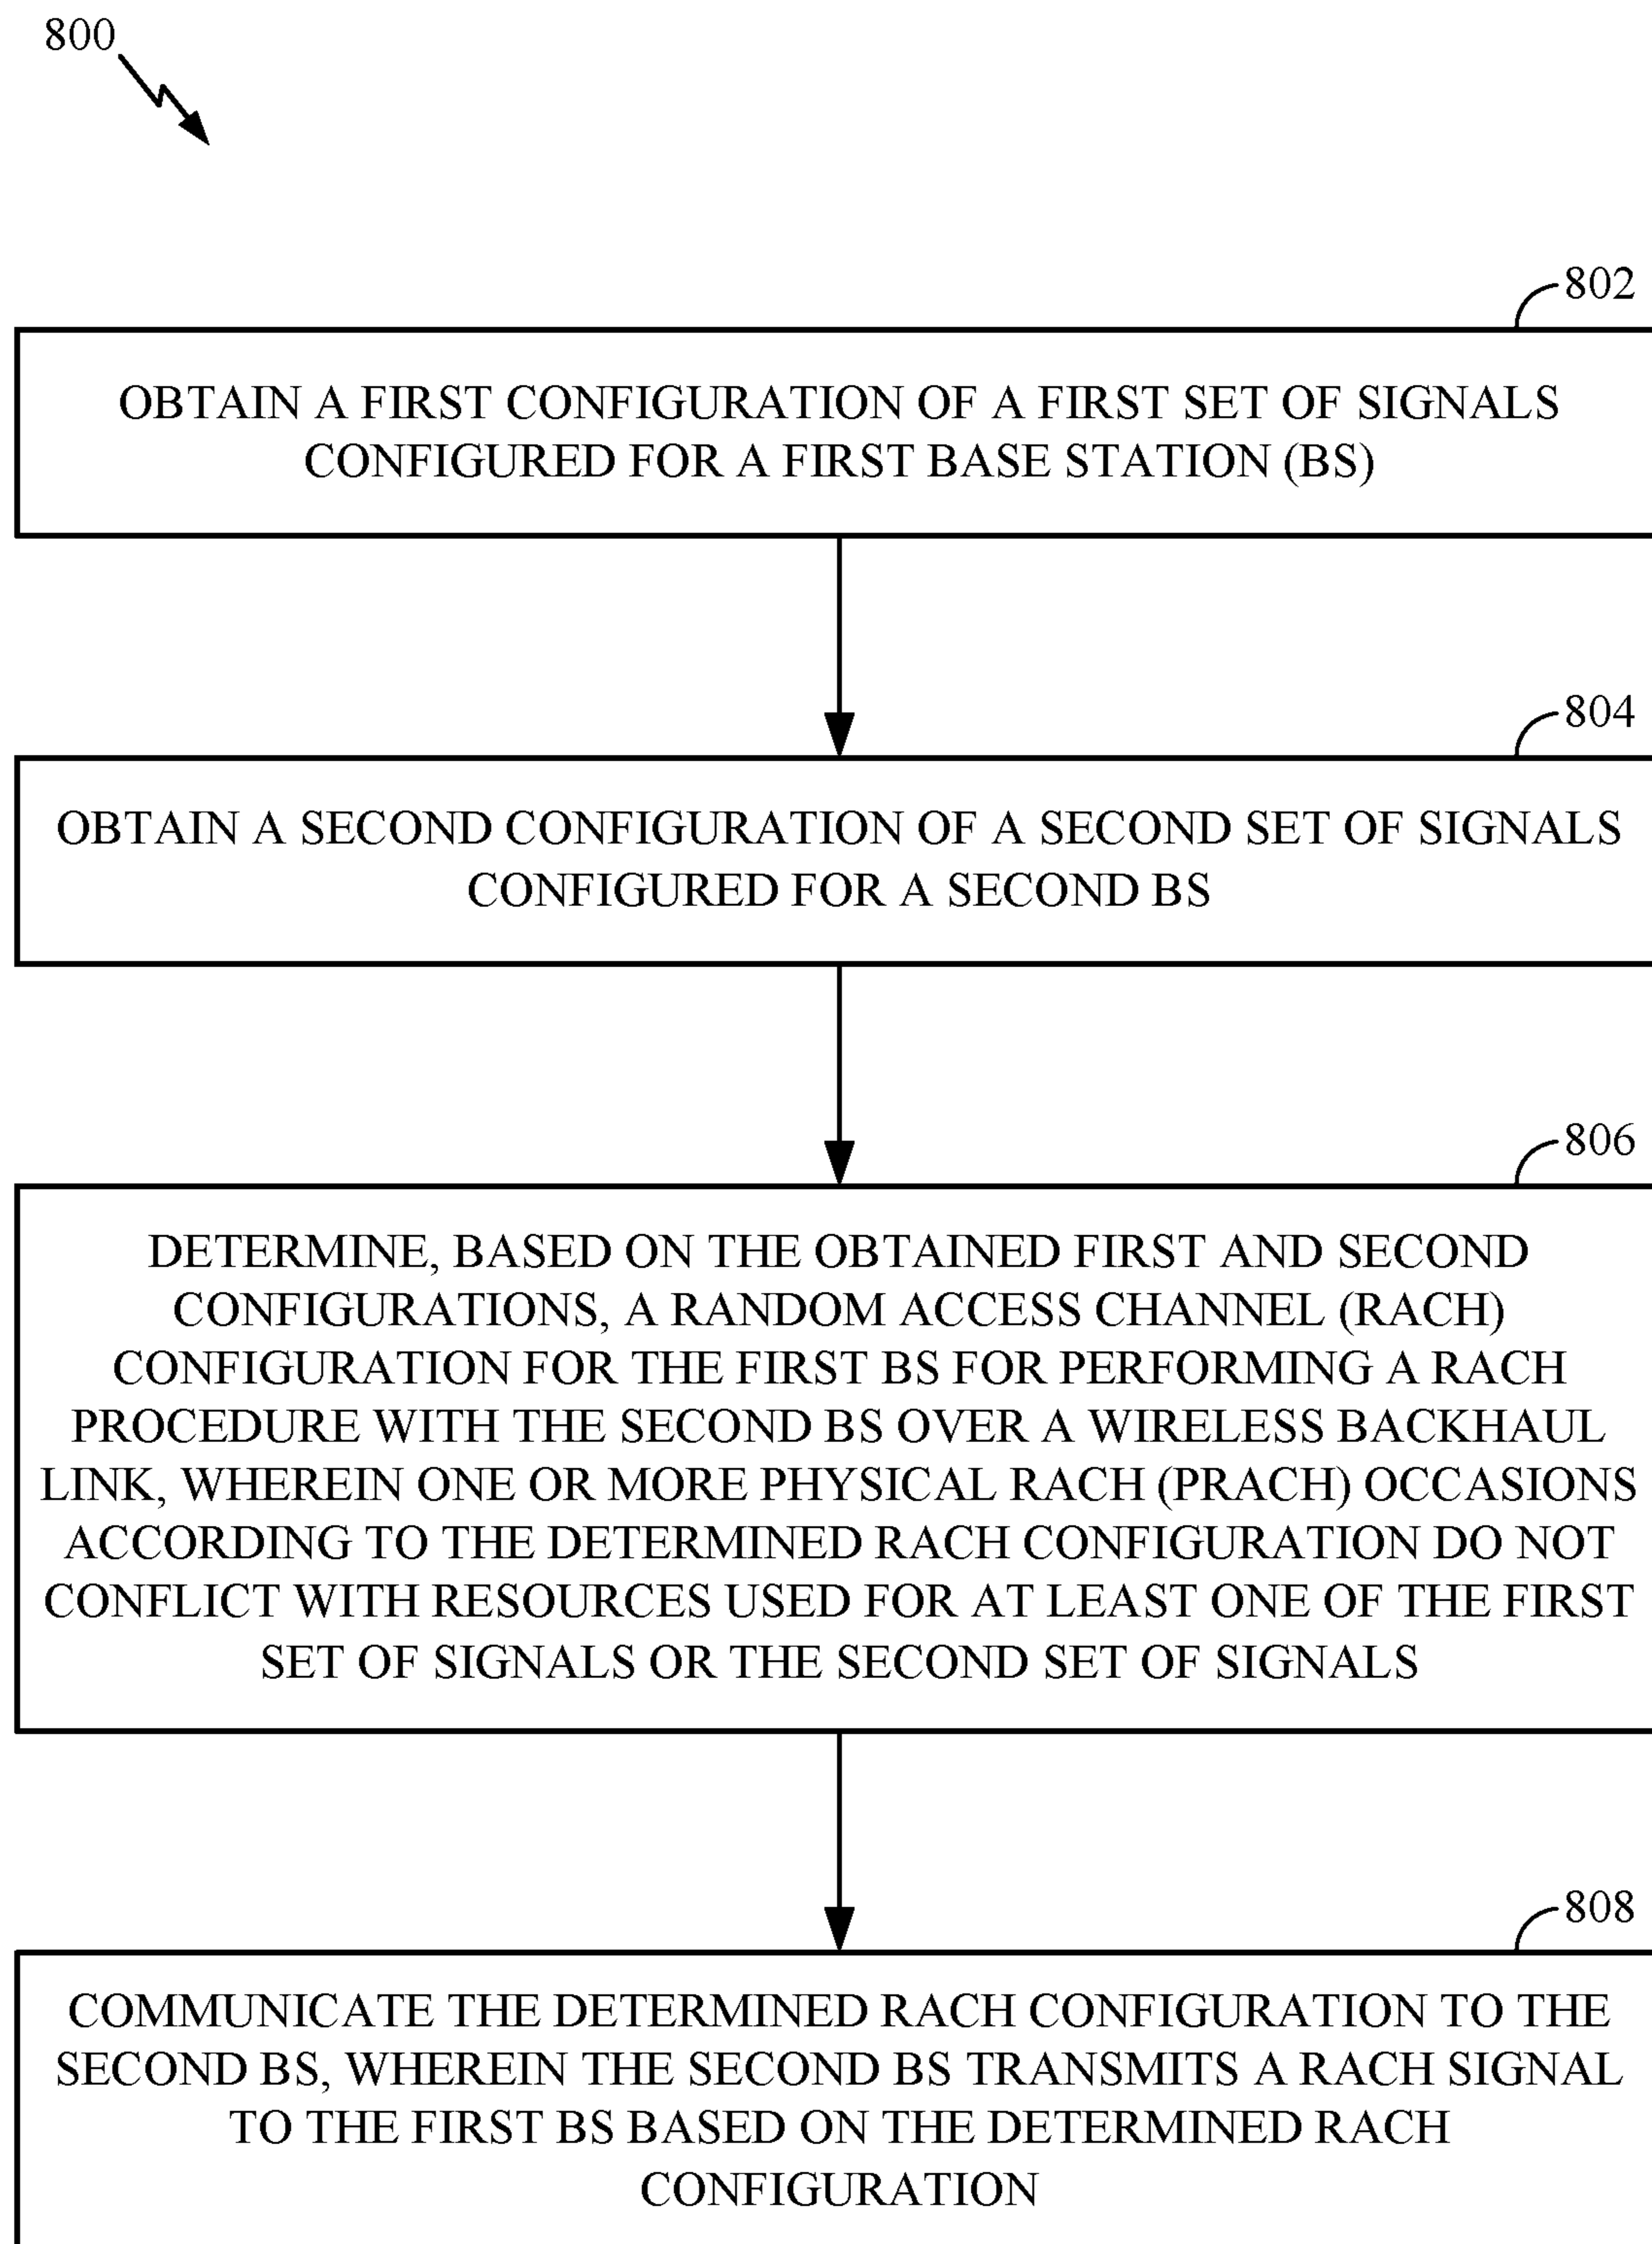 800
802
OBTAIN A FIRST CONFIGURATION OF A FIRST SET OF SIGNALS
CONFIGURED FOR A FIRST BASE STATION (BS)
804
OBTAIN A SECOND CONFIGURATION OF A SECOND SET OF SIGNALS
CONFIGURED FOR A SECOND BS
806
DETERMINE, BASED ON THE OBTAINED FIRST AND SECOND
CONFIGURATIONS, A RANDOM ACCESS CHANNEL (RACH)
CONFIGURATION FOR THE FIRST BS FOR PERFORMING A RACH
PROCEDURE WITH THE SECOND BS OVER A WIRELESS BACKHAUL
LINK, WHEREIN ONE OR MORE PHYSICAL RACH (PRACH) OCCASIONS
ACCORDING TO THE DETERMINED RACH CONFIGURATION DO NOT
CONFLICT WITH RESOURCES USED FOR AT LEAST ONE OF THE FIRST
SET OF SIGNALS OR THE SECOND SET OF SIGNALS
808
COMMUNICATE THE DETERMINED RACH CONFIGURATION TO THE
SECOND BS, WHEREIN THE SECOND BS TRANSMITS A RACH SIGNAL
TO THE FIRST BS BASED ON THE DETERMINED RACH
CONFIGURATION